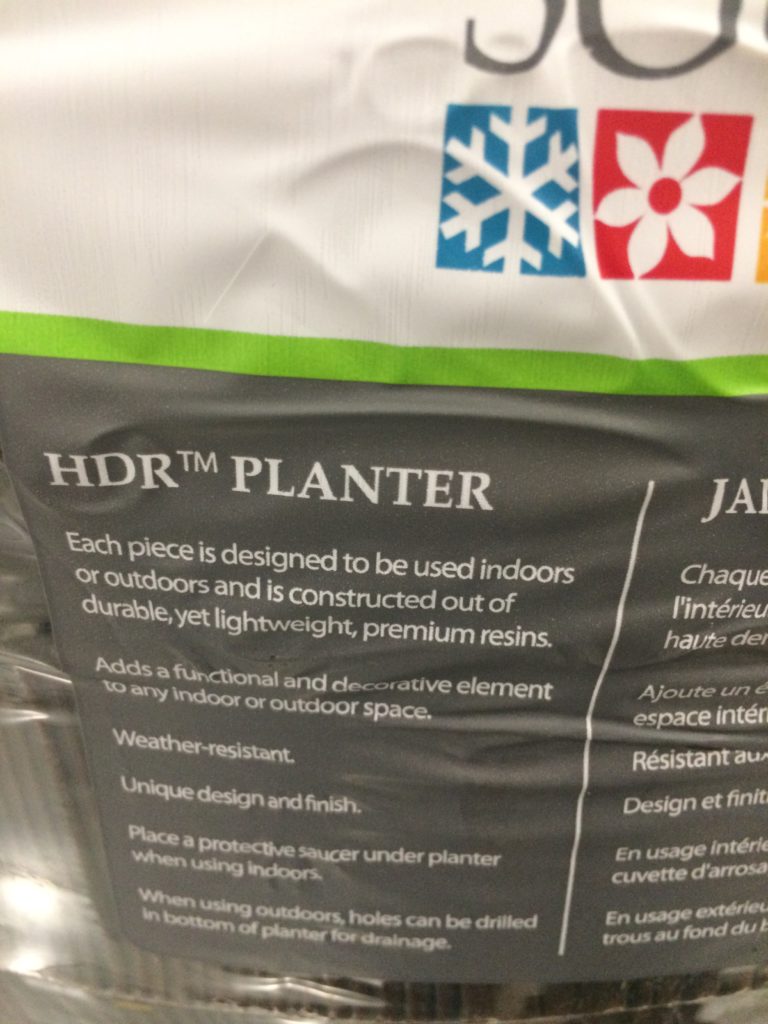 HDR™ PLANTER
Each piece is designed to be used indoors
or outdoors and is constructed out of
durable, yet lightweight, premium resins.
Adds a functional and decorative element
to any indoor or outdoor space.
Weather-resistant.
Unique design and finish.
Place a protective saucer under planter
when using indoors.
When using outdoors, holes can be drilled
in bottom of planter for drainage.
Chaque
l'intérieu
haute der
Ajoute un é
espace intéri
Résistant aux
Design et finiti
En usage intérie
cuvette d'arrosa
En usage extérieu
trous au fond du